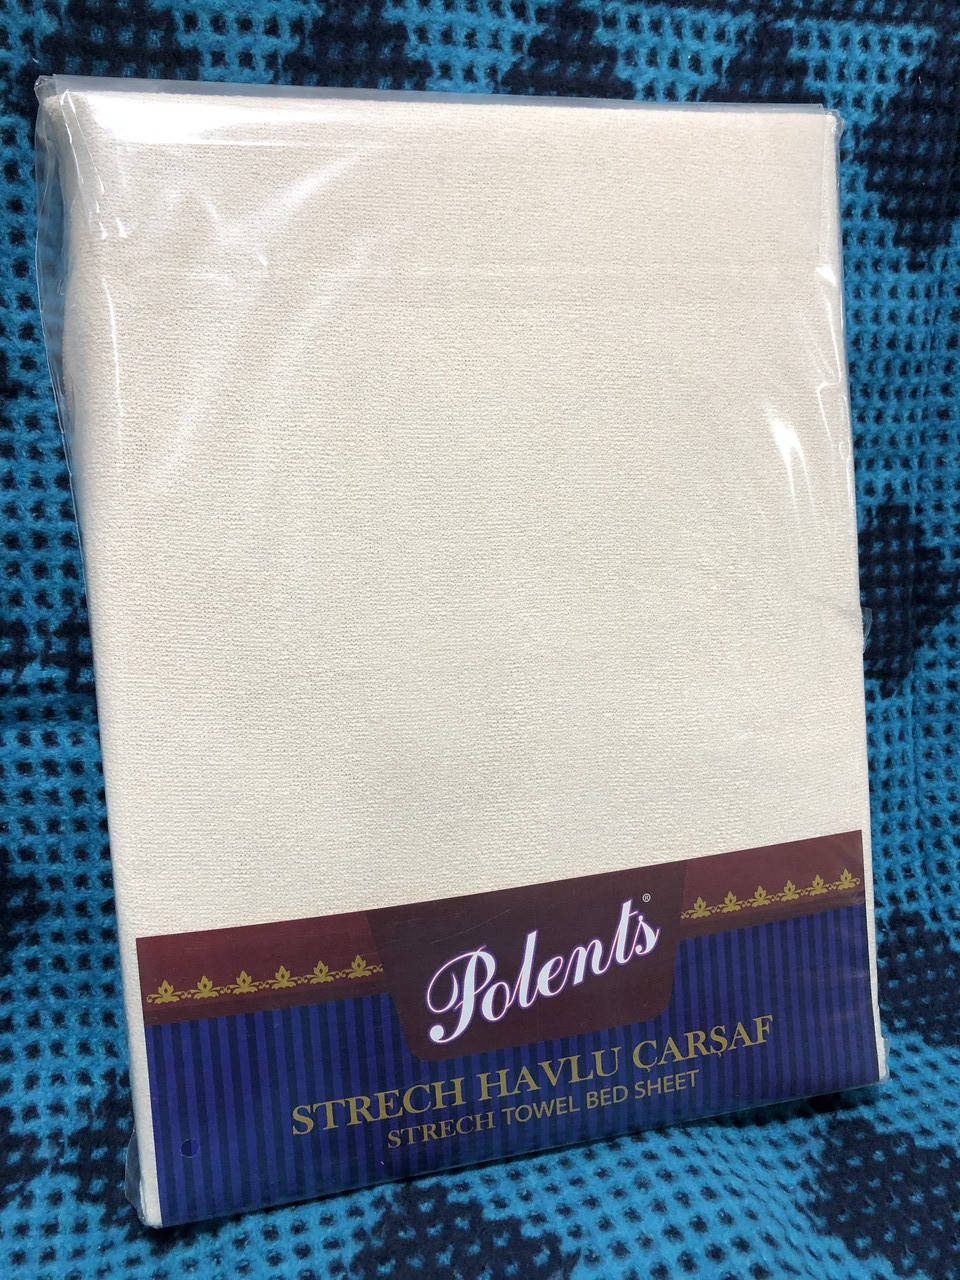 Polents®
STRECH HAVLU ÇARŞAF
STRECH TOWEL BED SHEET